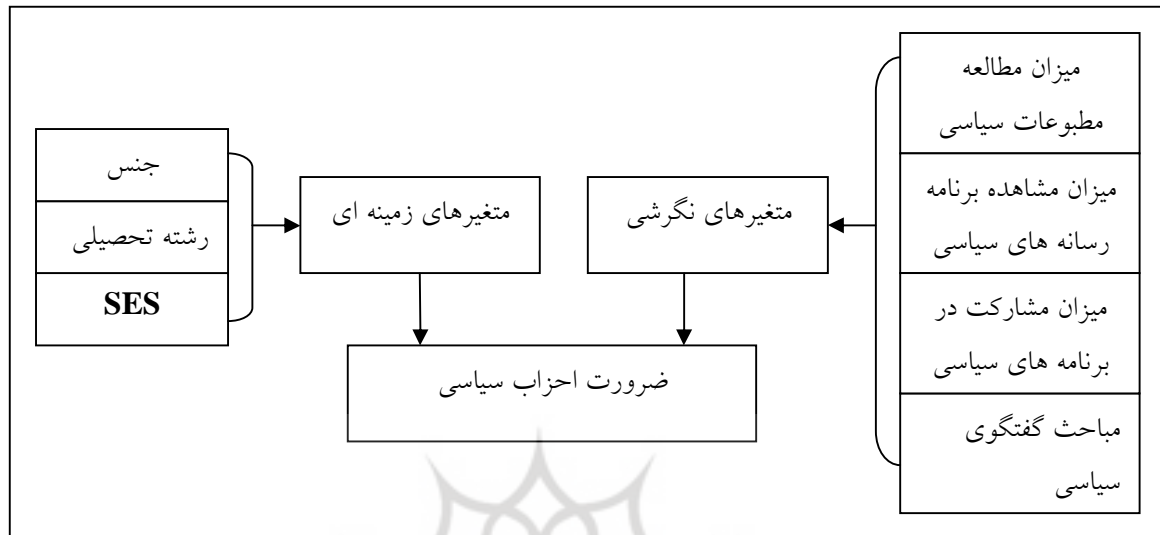 میزان مطالعه
مطبوعات سیاسی
میزان مشاهده برنامه
رسانه های سیاسی
میزان مشارکت در
برنامه های سیاسی
مباحث گفتگوی
سیاسی
متغیرهای نگرشی
متغیرهای زمینه ای
جنس
رشته تحصیلی
SES
ضرورت احزاب سیاسی